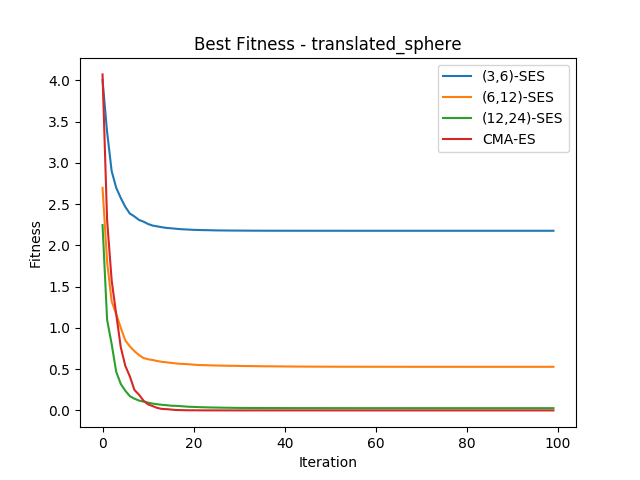 Best Fitness - translated_sphere
(3,6)-SES
(6,12)-SES
(12,24)-SES
CMA-ES
Fitness
4.0
3.5
3.0
2.5
2.0
1.5
1.0
0.5
0.0
0 20 40 60 80 100
Iteration